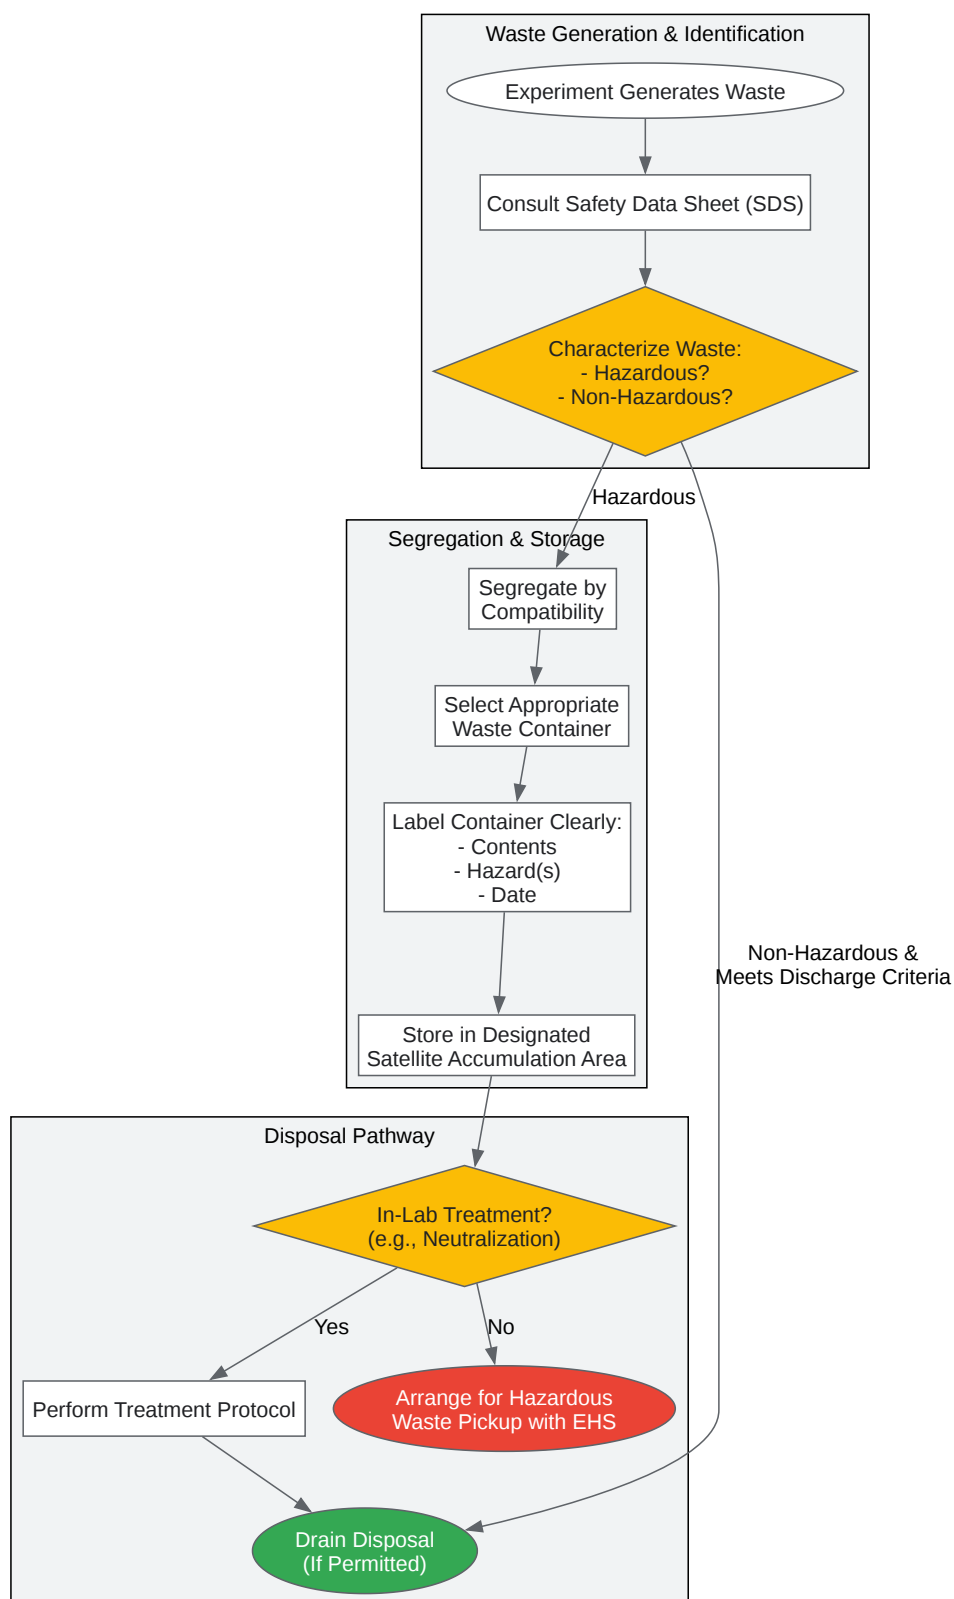 Waste Generation & Identification
Experiment Generates Waste
Consult Safety Data Sheet (SDS)
Characterize Waste:
- Hazardous?
- Non-Hazardous?
Hazardous
Segregation & Storage
Segregate by
Compatibility
Select Appropriate
Waste Container
Label Container Clearly:
- Contents
- Hazard(s)
- Date
Non-Hazardous &
Meets Discharge Criteria
Store in Designated
Satellite Accumulation Area
Disposal Pathway
In-Lab Treatment?
(e.g., Neutralization)
Yes
No
Perform Treatment Protocol
Arrange for Hazardous
Waste Pickup with EHS
Drain Disposal
(If Permitted)